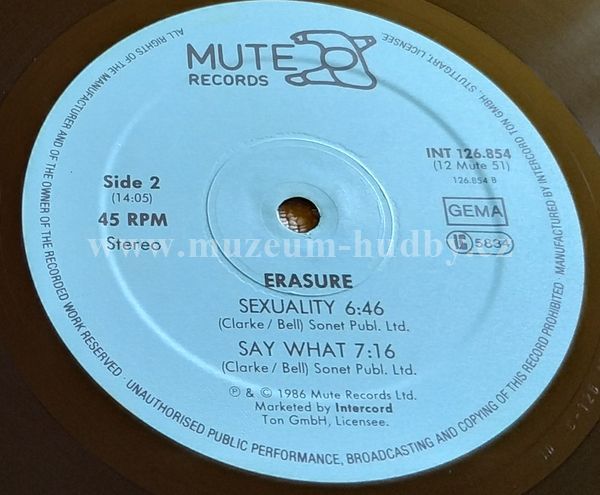 MUTE
RECORDS
INT 126.854
(12 Mute 51)
126.854 B
Side 2
(14:05)
45 RPM
Stereo
GEMA
LC 5834
www.muzeum-hudby.cz
ERASURE
SEXUALITY 6:46
(Clarke / Bell) Sonet Publ. Ltd.
SAY WHAT 7:16
(Clarke / Bell) Sonet Publ. Ltd.
℗ & © 1986 Mute Records Ltd.
Marketed by Intercord
Ton GmbH, Licensee.
ALL RIGHTS OF THE MANUFACTURER AND OF THE OWNER OF THE RECORDED WORK RESERVED · UNAUTHORISED PUBLIC PERFORMANCE, BROADCASTING AND COPYING OF THIS RECORD PROHIBITED MANUFACTURED BY INTERCORD TON GMBH, STUTTGART, LICENSEE.